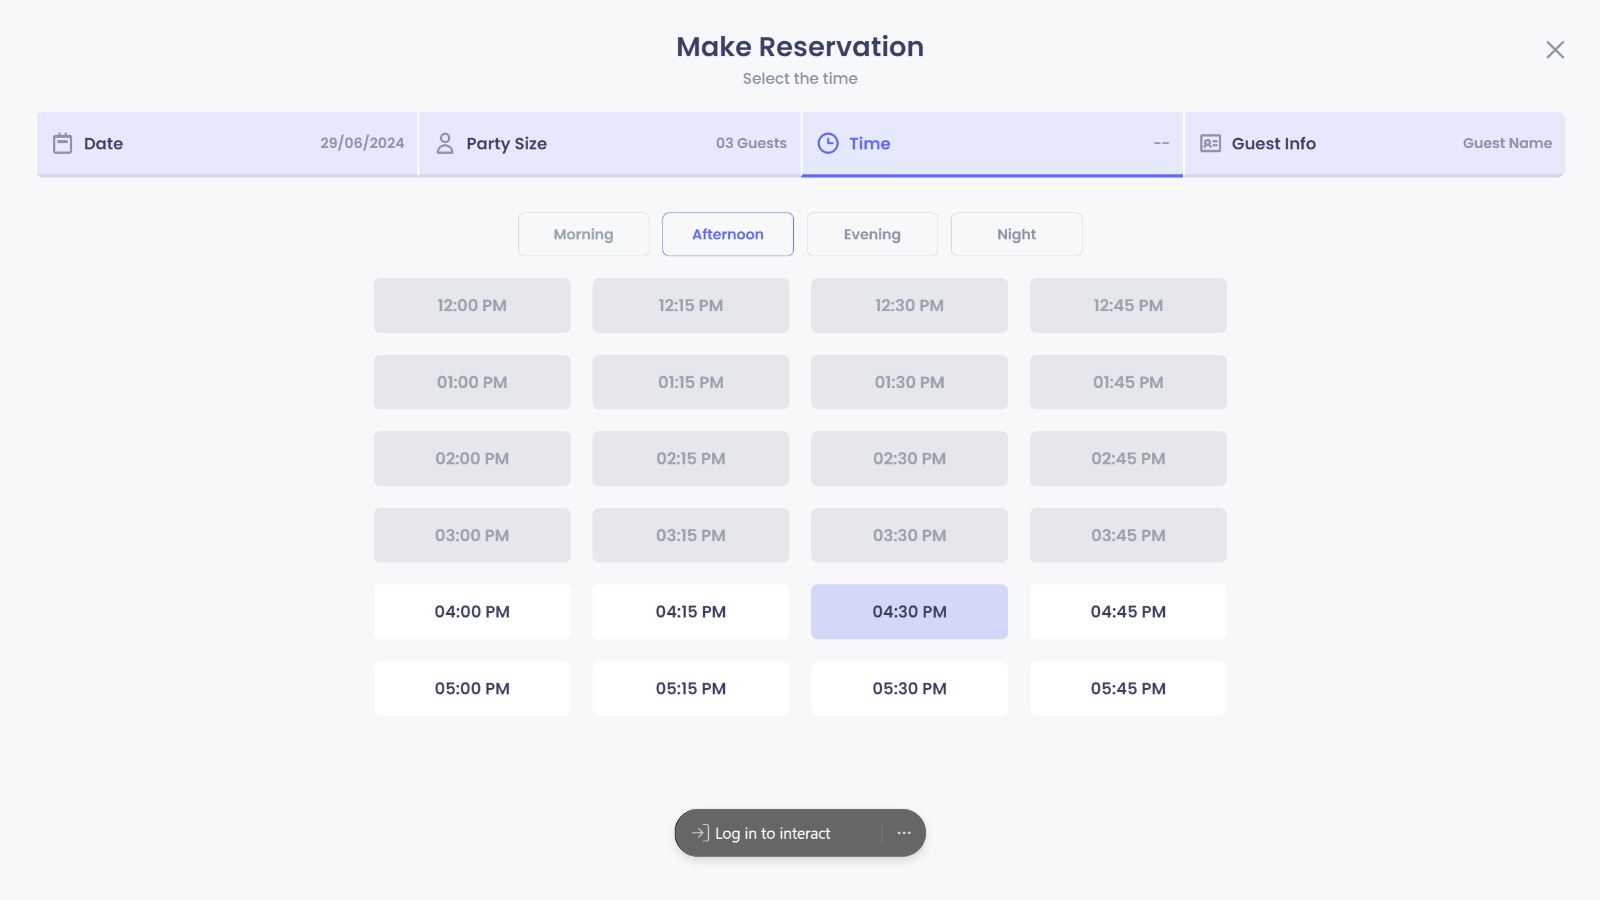 Make Reservation
Select the time
Date 29/06/2024 Party Size 03 Guests Time -- Guest Info Guest Name
Morning Afternoon Evening Night
12:00 PM 12:15 PM 12:30 PM 12:45 PM
01:00 PM 01:15 PM 01:30 PM 01:45 PM
02:00 PM 02:15 PM 02:30 PM 02:45 PM
03:00 PM 03:15 PM 03:30 PM 03:45 PM
04:00 PM 04:15 PM 04:30 PM 04:45 PM
05:00 PM 05:15 PM 05:30 PM 05:45 PM
Log in to interact